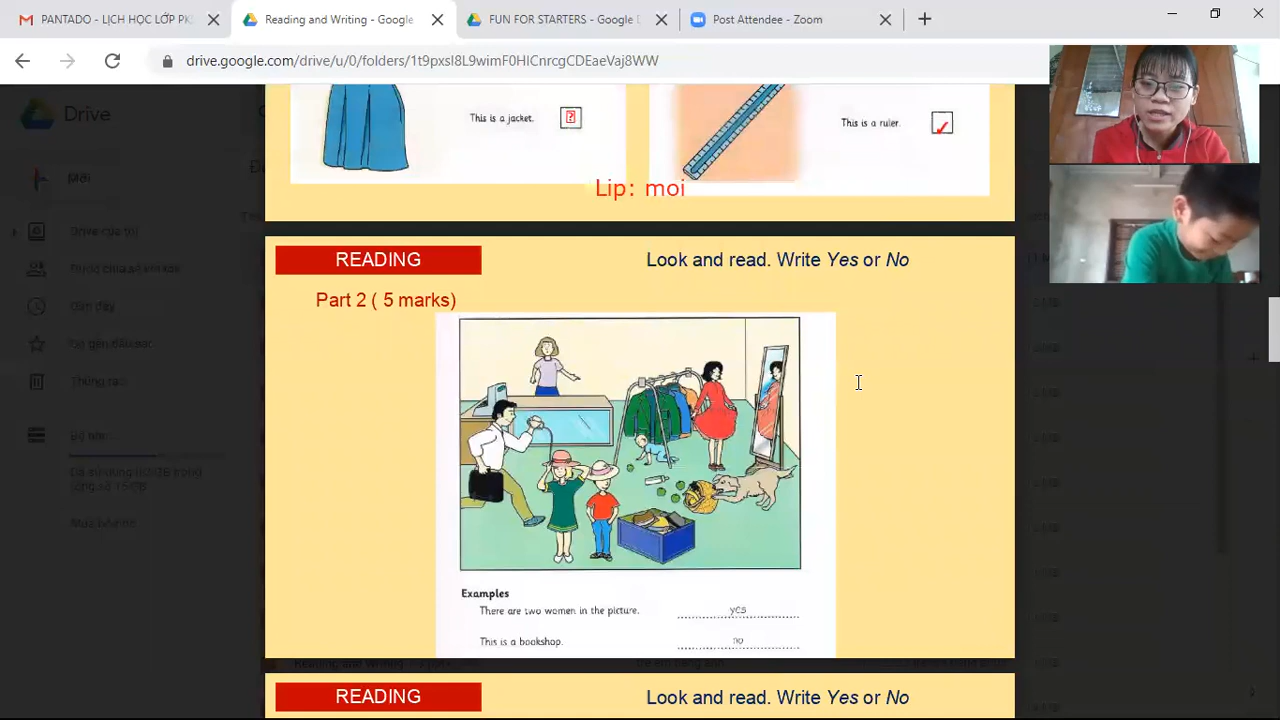 PANTADO - LỊCH HỌC LỚP PK
Reading and Writing - Google
FUN FOR STARTERS - Google
Post Attendee - Zoom
drive.google.com/drive/u/0/folders/1t9pxsI8L9wimF0HICnrcgCDEaeVaj8WW
Drive
Mới
This is a jacket.
This is a ruler.
Lip: moi
READING
Look and read. Write Yes or No
Part 2 ( 5 marks)
Examples
There are two women in the picture. yes
This is a bookshop. no
READING
Look and read. Write Yes or No